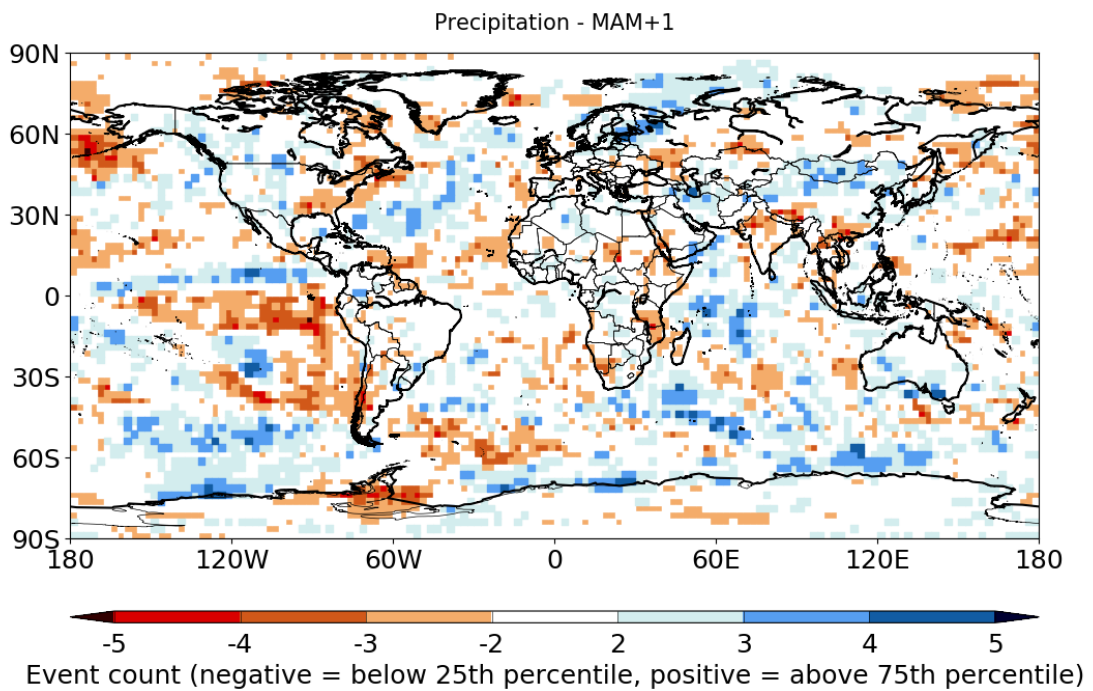 Precipitation - MAM+1
90N
60N
30N
0
30S
60S
90S
180 120W 60W 0 60E 120E 180
-5 -4 -3 -2 2 3 4 5
Event count (negative = below 25th percentile, positive = above 75th percentile)